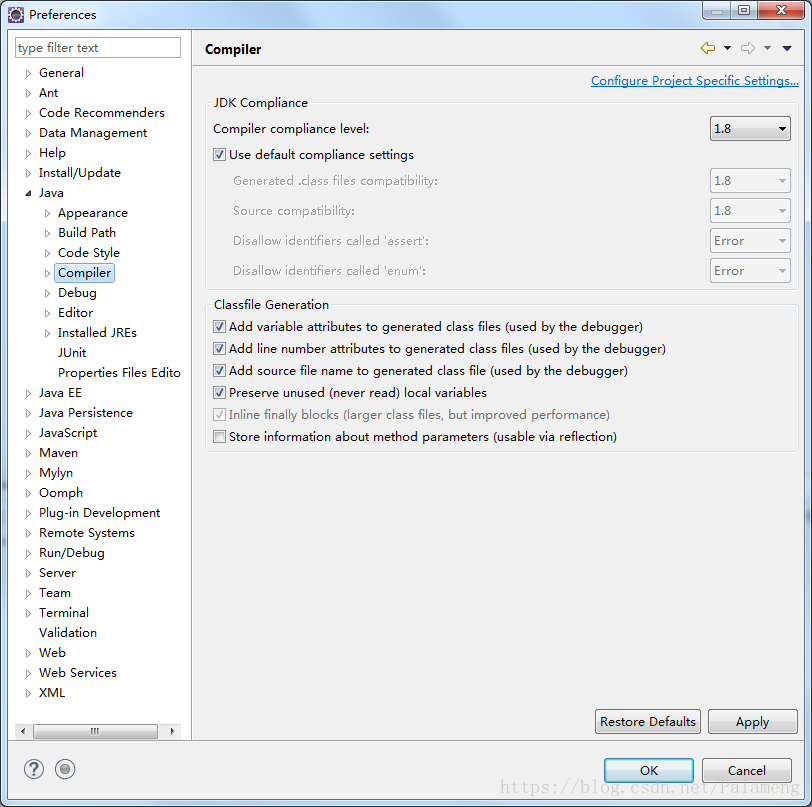 Preferences
type filter text
General
Ant
Code Recommenders
Data Management
Help
Install/Update
Java
Appearance
Build Path
Code Style
Compiler
Debug
Editor
Installed JREs
JUnit
Properties Files Edito
Java EE
Java Persistence
JavaScript
Maven
Mylyn
Oomph
Plug-in Development
Remote Systems
Run/Debug
Server
Team
Terminal
Validation
Web
Web Services
XML
Compiler
Configure Project Specific Settings...
JDK Compliance
Compiler compliance level: 1.8
Use default compliance settings
Generated .class files compatibility: 1.8
Source compatibility: 1.8
Disallow identifiers called 'assert': Error
Disallow identifiers called 'enum': Error
Classfile Generation
Add variable attributes to generated class files (used by the debugger)
Add line number attributes to generated class files (used by the debugger)
Add source file name to generated class file (used by the debugger)
Preserve unused (never read) local variables
Inline finally blocks (larger class files, but improved performance)
Store information about method parameters (usable via reflection)
Restore Defaults Apply
OK Cancel
https://blog.csdn.net/Palameng